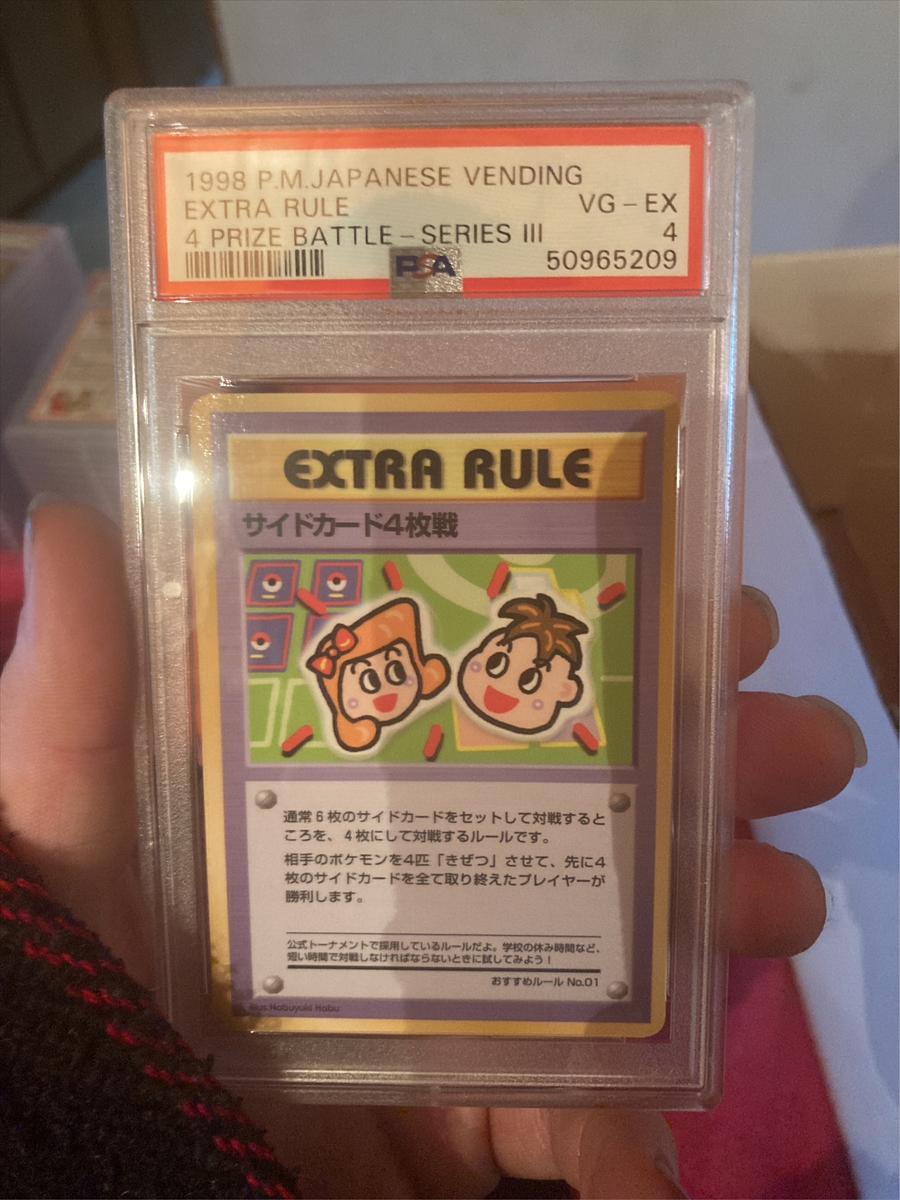 1998 P.M.JAPANESE VENDING
EXTRA RULE VG - EX
4 PRIZE BATTLE - SERIES III 4
PSA 50965209
EXTRA RULE
サイドカード4枚戦
通常6枚のサイドカードをセットして対戦すると
ころを、4枚にして対戦するルールです。
相手のポケモンを4匹「きぜつ」させて、先に4
枚のサイドカードを全て取り終えたプレイヤーが
勝利します。
公式トーナメントで採用しているルールだよ。学校の休み時間など、
短い時間で対戦しなければならないときに試してみよう！
おすすめルール No.01
Illus.Nobuyuki Habu